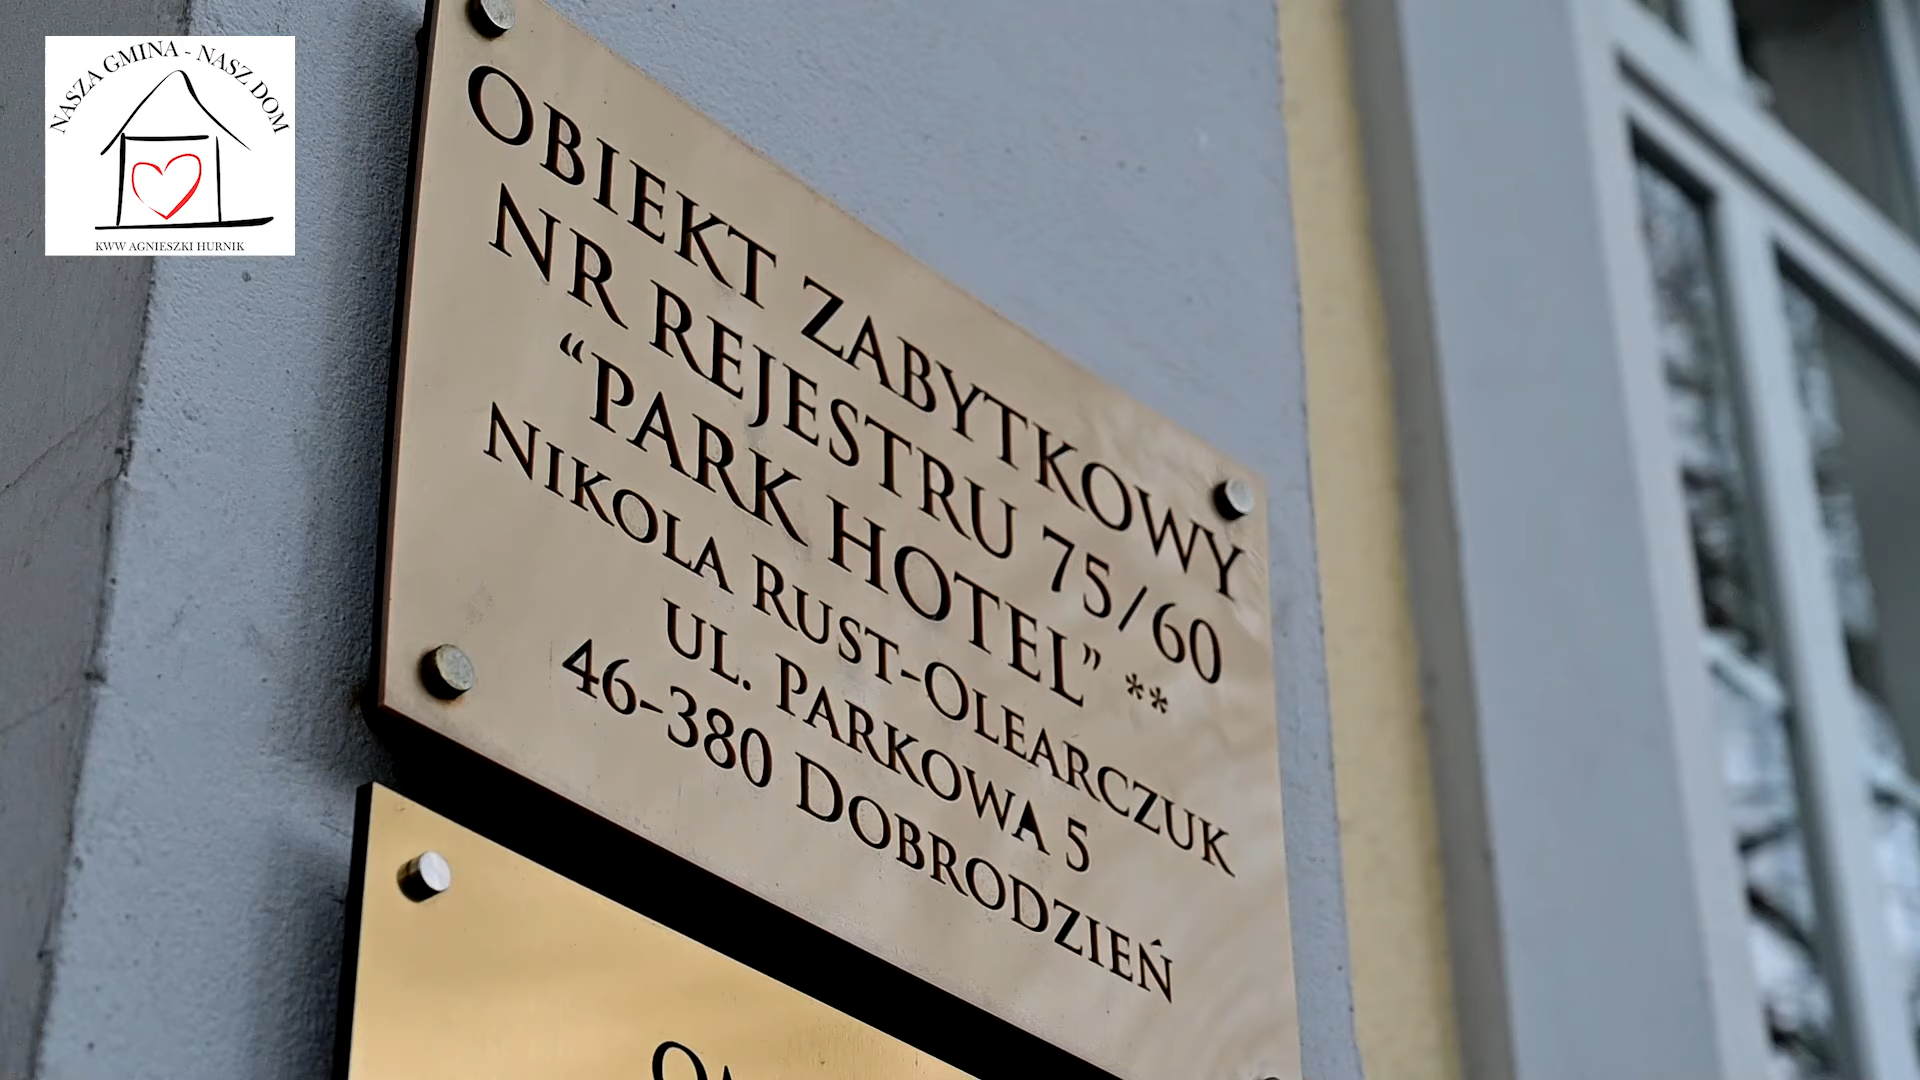 NASZA GMINA - NASZ DOM
KWW AGNIESZKI HURNIK
OBIEKT ZABYTKOWY
NR REJESTRU 75/60
“PARK HOTEL” **
NIKOLA RUST-OLEARCZUK
UL. PARKOWA 5
46-380 DOBRODZIEŃ